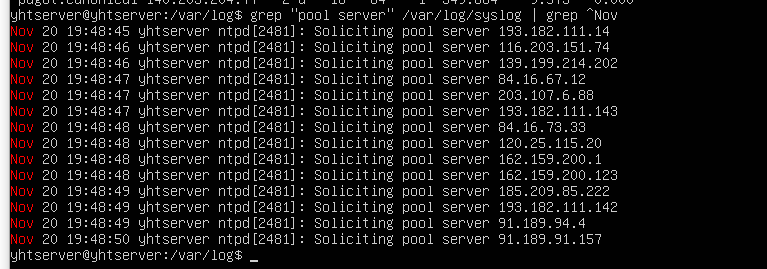 yhtserver@yhtserver:/var/log$ grep "pool server" /var/log/syslog | grep ^Nov
Nov 20 19:48:45 yhtserver ntpd[2481]: Soliciting pool server 193.182.111.14
Nov 20 19:48:46 yhtserver ntpd[2481]: Soliciting pool server 116.203.151.74
Nov 20 19:48:46 yhtserver ntpd[2481]: Soliciting pool server 139.199.214.202
Nov 20 19:48:47 yhtserver ntpd[2481]: Soliciting pool server 84.16.67.12
Nov 20 19:48:47 yhtserver ntpd[2481]: Soliciting pool server 203.107.6.88
Nov 20 19:48:47 yhtserver ntpd[2481]: Soliciting pool server 193.182.111.143
Nov 20 19:48:48 yhtserver ntpd[2481]: Soliciting pool server 84.16.73.33
Nov 20 19:48:48 yhtserver ntpd[2481]: Soliciting pool server 120.25.115.20
Nov 20 19:48:48 yhtserver ntpd[2481]: Soliciting pool server 162.159.200.1
Nov 20 19:48:48 yhtserver ntpd[2481]: Soliciting pool server 162.159.200.123
Nov 20 19:48:49 yhtserver ntpd[2481]: Soliciting pool server 185.209.85.222
Nov 20 19:48:49 yhtserver ntpd[2481]: Soliciting pool server 193.182.111.142
Nov 20 19:48:49 yhtserver ntpd[2481]: Soliciting pool server 91.189.94.4
Nov 20 19:48:50 yhtserver ntpd[2481]: Soliciting pool server 91.189.91.157
yhtserver@yhtserver:/var/log$ _